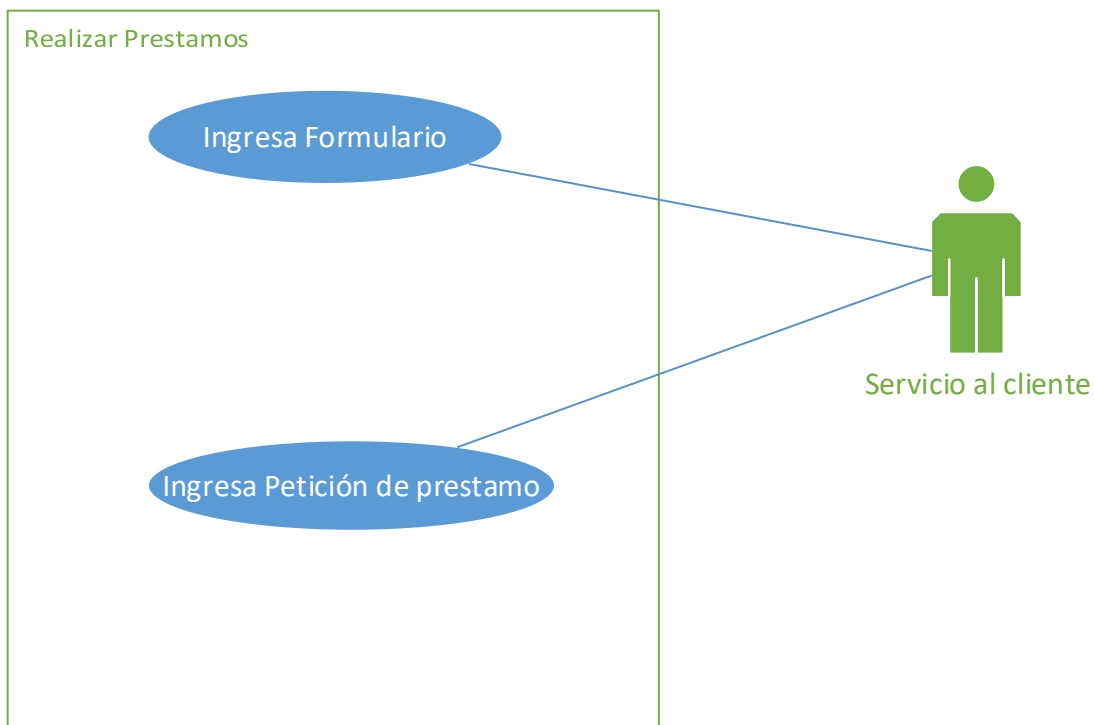 Realizar Prestamos
Ingresa Formulario
Servicio al cliente
Ingresa Petición de prestamo